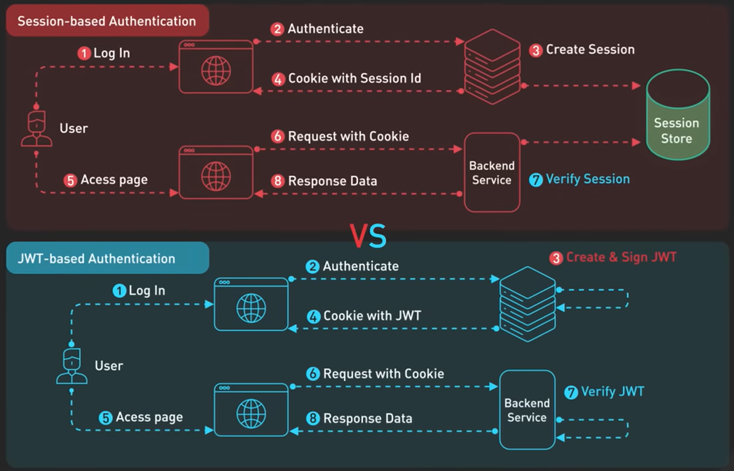 Session-based Authentication
1 Log In
2 Authenticate
3 Create Session
4 Cookie with Session Id
User
Session
Store
5 Acess page
6 Request with Cookie
Backend
Service
7 Verify Session
8 Response Data
VS
JWT-based Authentication
1 Log In
2 Authenticate
3 Create & Sign JWT
4 Cookie with JWT
User
5 Acess page
6 Request with Cookie
Backend
Service
7 Verify JWT
8 Response Data